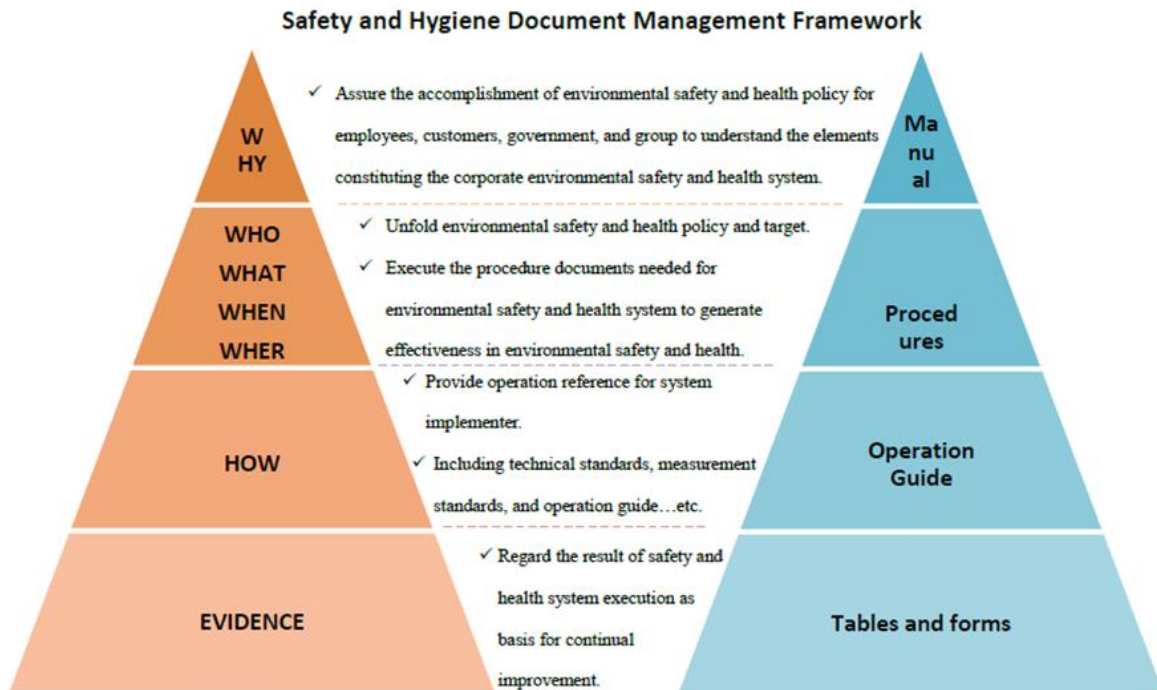 Safety and Hygiene Document Management Framework
W
HY
✓ Assure the accomplishment of environmental safety and health policy for
employees, customers, government, and group to understand the elements
constituting the corporate environmental safety and health system.
Ma
nu
al
WHO
WHAT
WHEN
WHER
✓ Unfold environmental safety and health policy and target.
✓ Execute the procedure documents needed for
environmental safety and health system to generate
effectiveness in environmental safety and health.
Proced
ures
HOW
✓ Provide operation reference for system
implementer.
✓ Including technical standards, measurement
standards, and operation guide…etc.
Operation
Guide
EVIDENCE
✓ Regard the result of safety and
health system execution as
basis for continual
improvement.
Tables and forms